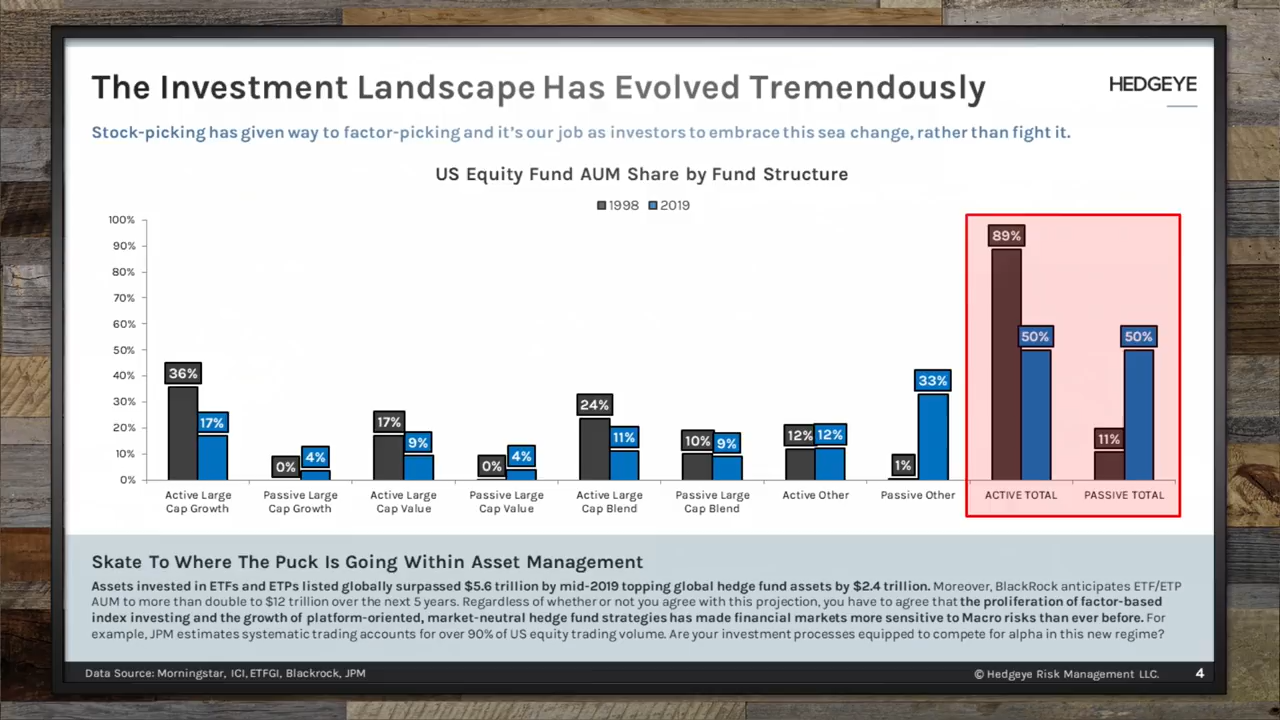 The Investment Landscape Has Evolved Tremendously
HEDGEYE
Stock-picking has given way to factor-picking and it's our job as investors to embrace this sea change, rather than fight it.
US Equity Fund AUM Share by Fund Structure
1998 2019
100%
90%
80%
70%
60%
50%
40%
30%
20%
10%
0%
36%
17%
0%
4%
17%
9%
0%
4%
24%
11%
10%
9%
12%
12%
1%
33%
89%
50%
11%
50%
Active Large
Cap Growth
Passive Large
Cap Growth
Active Large
Cap Value
Passive Large
Cap Value
Active Large
Cap Blend
Passive Large
Cap Blend
Active Other
Passive Other
ACTIVE TOTAL
PASSIVE TOTAL
Skate To Where The Puck Is Going Within Asset Management
Assets invested in ETFs and ETPs listed globally surpassed $5.6 trillion by mid-2019 topping global hedge fund assets by $2.4 trillion. Moreover, BlackRock anticipates ETF/ETP
AUM to more than double to $12 trillion over the next 5 years. Regardless of whether or not you agree with this projection, you have to agree that the proliferation of factor-based
index investing and the growth of platform-oriented, market-neutral hedge fund strategies has made financial markets more sensitive to Macro risks than ever before. For
example, JPM estimates systematic trading accounts for over 90% of US equity trading volume. Are your investment processes equipped to compete for alpha in this new regime?
Data Source: Morningstar, ICI, ETFGI, Blackrock, JPM
© Hedgeye Risk Management LLC.
4